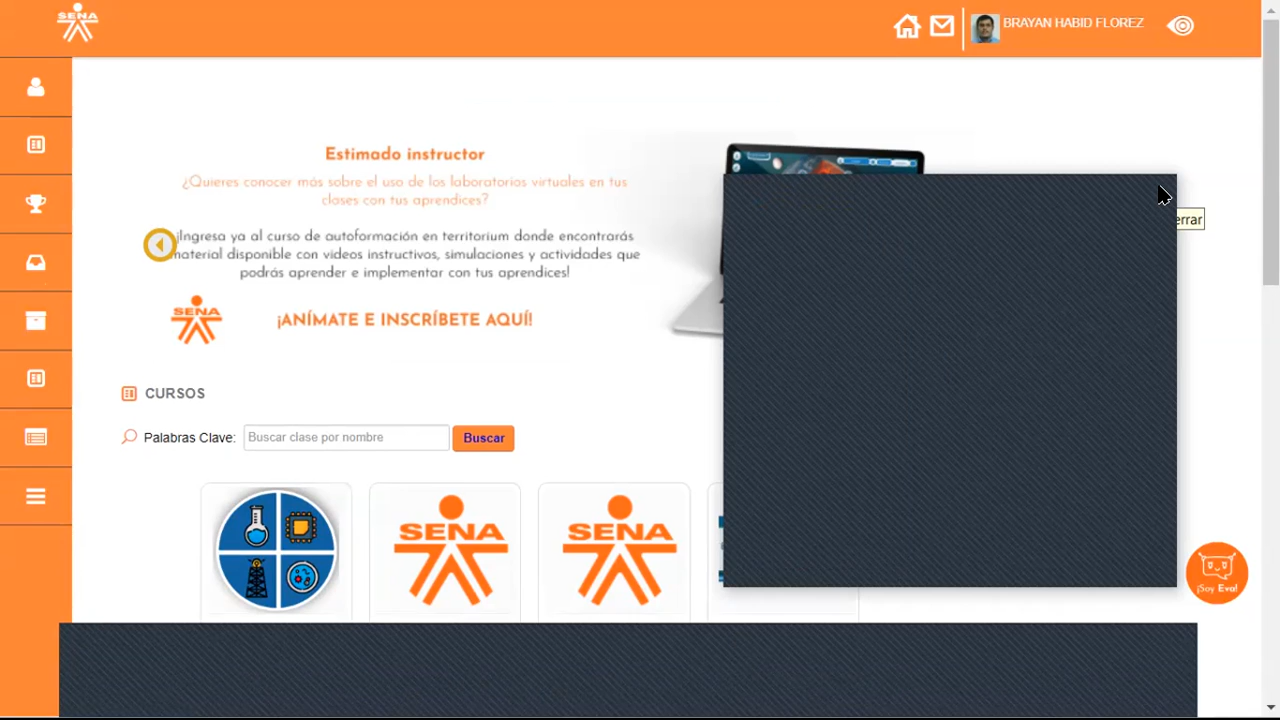 SENA
BRAYAN HABID FLOREZ
Estimado instructor
¿Quieres conocer más sobre el uso de los laboratorios virtuales en tus
clases con tus aprendices?
¡Ingresa ya al curso de autoformación en territorium donde encontrarás
material disponible con videos instructivos, simulaciones y actividades que
podrás aprender e implementar con tus aprendices!
SENA
¡ANÍMATE E INSCRÍBETE AQUÍ!
errar
CURSOS
Palabras Clave:
Buscar clase por nombre
Buscar
SENA
SENA
¡Soy Eva!